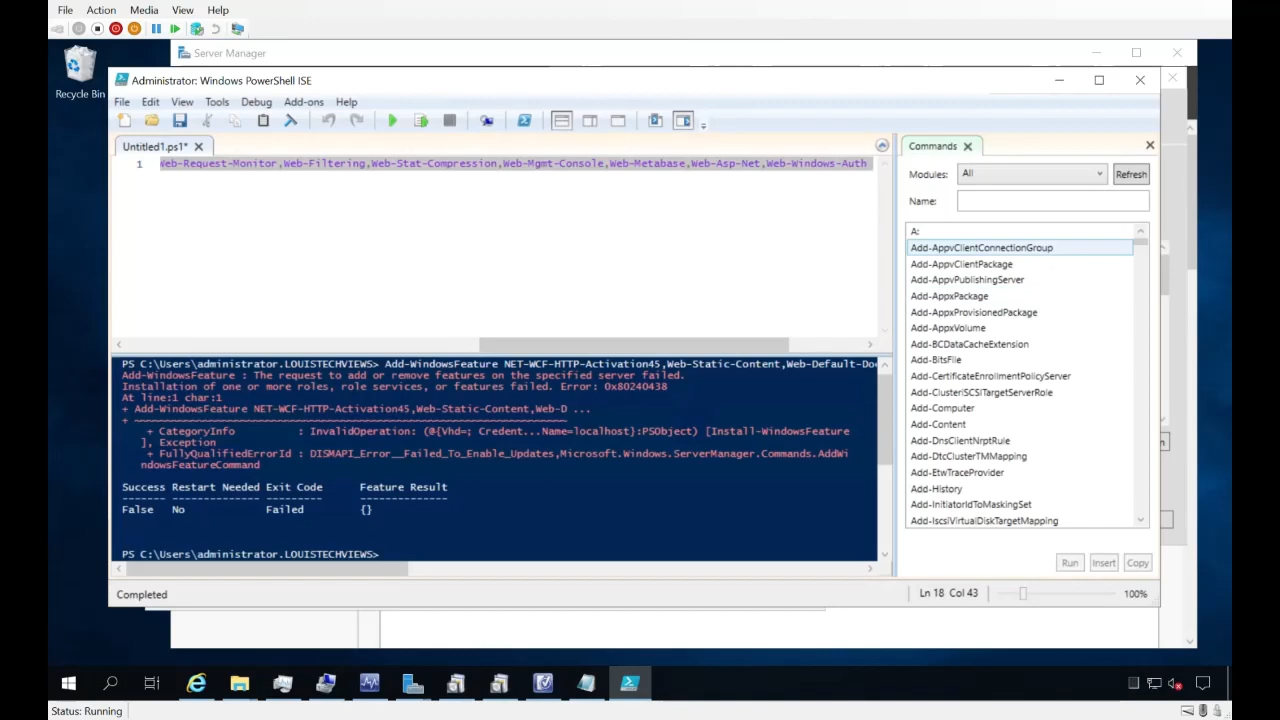 File Action Media View Help
Server Manager
Recycle Bin
Administrator: Windows PowerShell ISE
File Edit View Tools Debug Add-ons Help
Untitled1.ps1*
1 Web-Request-Monitor,Web-Filtering,Web-Stat-Compression,Web-Mgmt-Console,Web-Metabase,Web-Asp-Net,Web-Windows-Auth
PS C:\Users\administrator.LOUISTECHVIEWS> Add-WindowsFeature NET-WCF-HTTP-Activation45,Web-Static-Content,Web-Default-Doc
Add-WindowsFeature : The request to add or remove features on the specified server failed.
Installation of one or more roles, role services, or features failed. Error: 0x80240438
At line:1 char:1
+ Add-WindowsFeature NET-WCF-HTTP-Activation45,Web-Static-Content,Web-D ...
+ ~~~~~~~~~~~~~~~~~~~~~~~~~~~~~~~~~~~~~~~~~~~~~~~~~~~~~~~~~~~~~~~~~~~~~
+ CategoryInfo : InvalidOperation: (@{Vhd=; Credent...Name=localhost}:PSObject) [Install-WindowsFeature
], Exception
+ FullyQualifiedErrorId : DISMAPI_Error__Failed_To_Enable_Updates,Microsoft.Windows.ServerManager.Commands.AddWi
ndowsFeatureCommand
Success Restart Needed Exit Code Feature Result
------- -------------- --------- --------------
False No Failed {}
PS C:\Users\administrator.LOUISTECHVIEWS>
Completed
Ln 18 Col 43
100%
Commands
Modules: All Refresh
Name:
A:
Add-AppvClientConnectionGroup
Add-AppvClientPackage
Add-AppvPublishingServer
Add-AppxPackage
Add-AppxProvisionedPackage
Add-AppxVolume
Add-BCDataCacheExtension
Add-BitsFile
Add-CertificateEnrollmentPolicyServer
Add-ClusteriSCSITargetServerRole
Add-Computer
Add-Content
Add-DnsClientNrptRule
Add-DtcClusterTMMapping
Add-EtwTraceProvider
Add-History
Add-InitiatorIdToMaskingSet
Add-IscsiVirtualDiskTargetMapping
Run Insert Copy
Status: Running